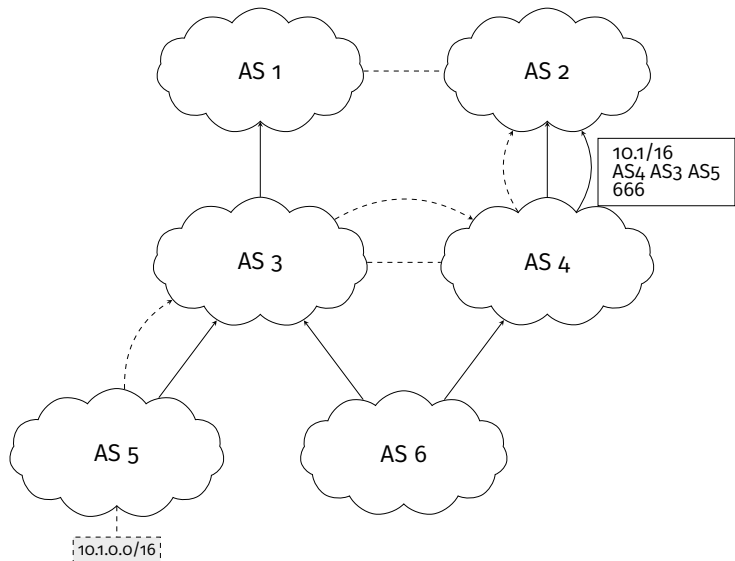 AS 1
AS 2
10.1/16
AS4 AS3 AS5
666
AS 3
AS 4
AS 5
AS 6
10.1.0.0/16